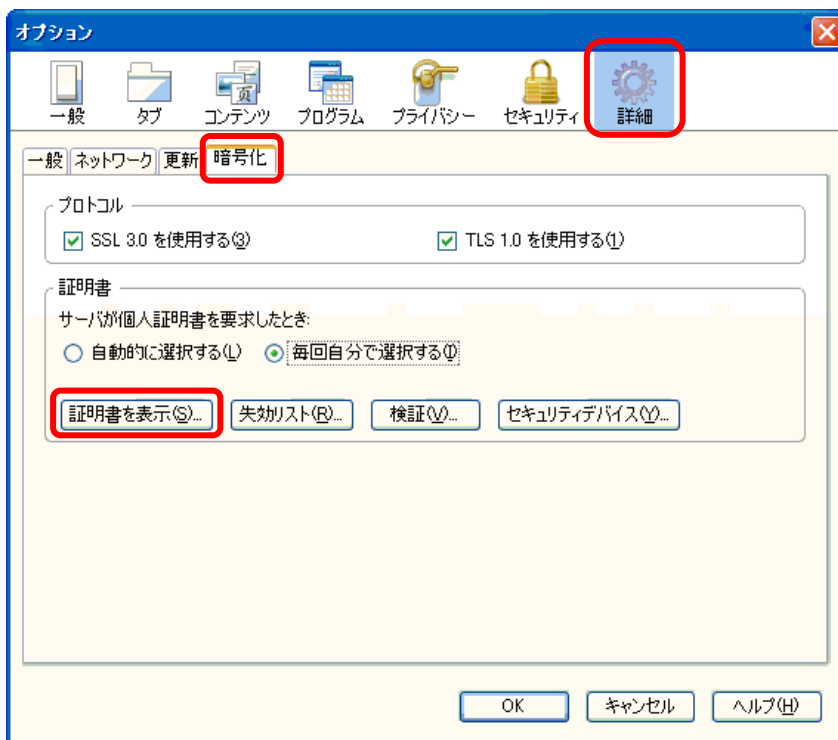 オプション
一般 タブ コンテンツ プログラム プライバシー セキュリティ 詳細
一般 ネットワーク 更新 暗号化
プロトコル
SSL 3.0 を使用する(3) TLS 1.0 を使用する(1)
証明書
サーバが個人証明書を要求したとき:
自動的に選択する(L) 毎回自分で選択する(I)
証明書を表示(S)... 失効リスト(R)... 検証(V)... セキュリティデバイス(Y)...
OK キャンセル ヘルプ(H)